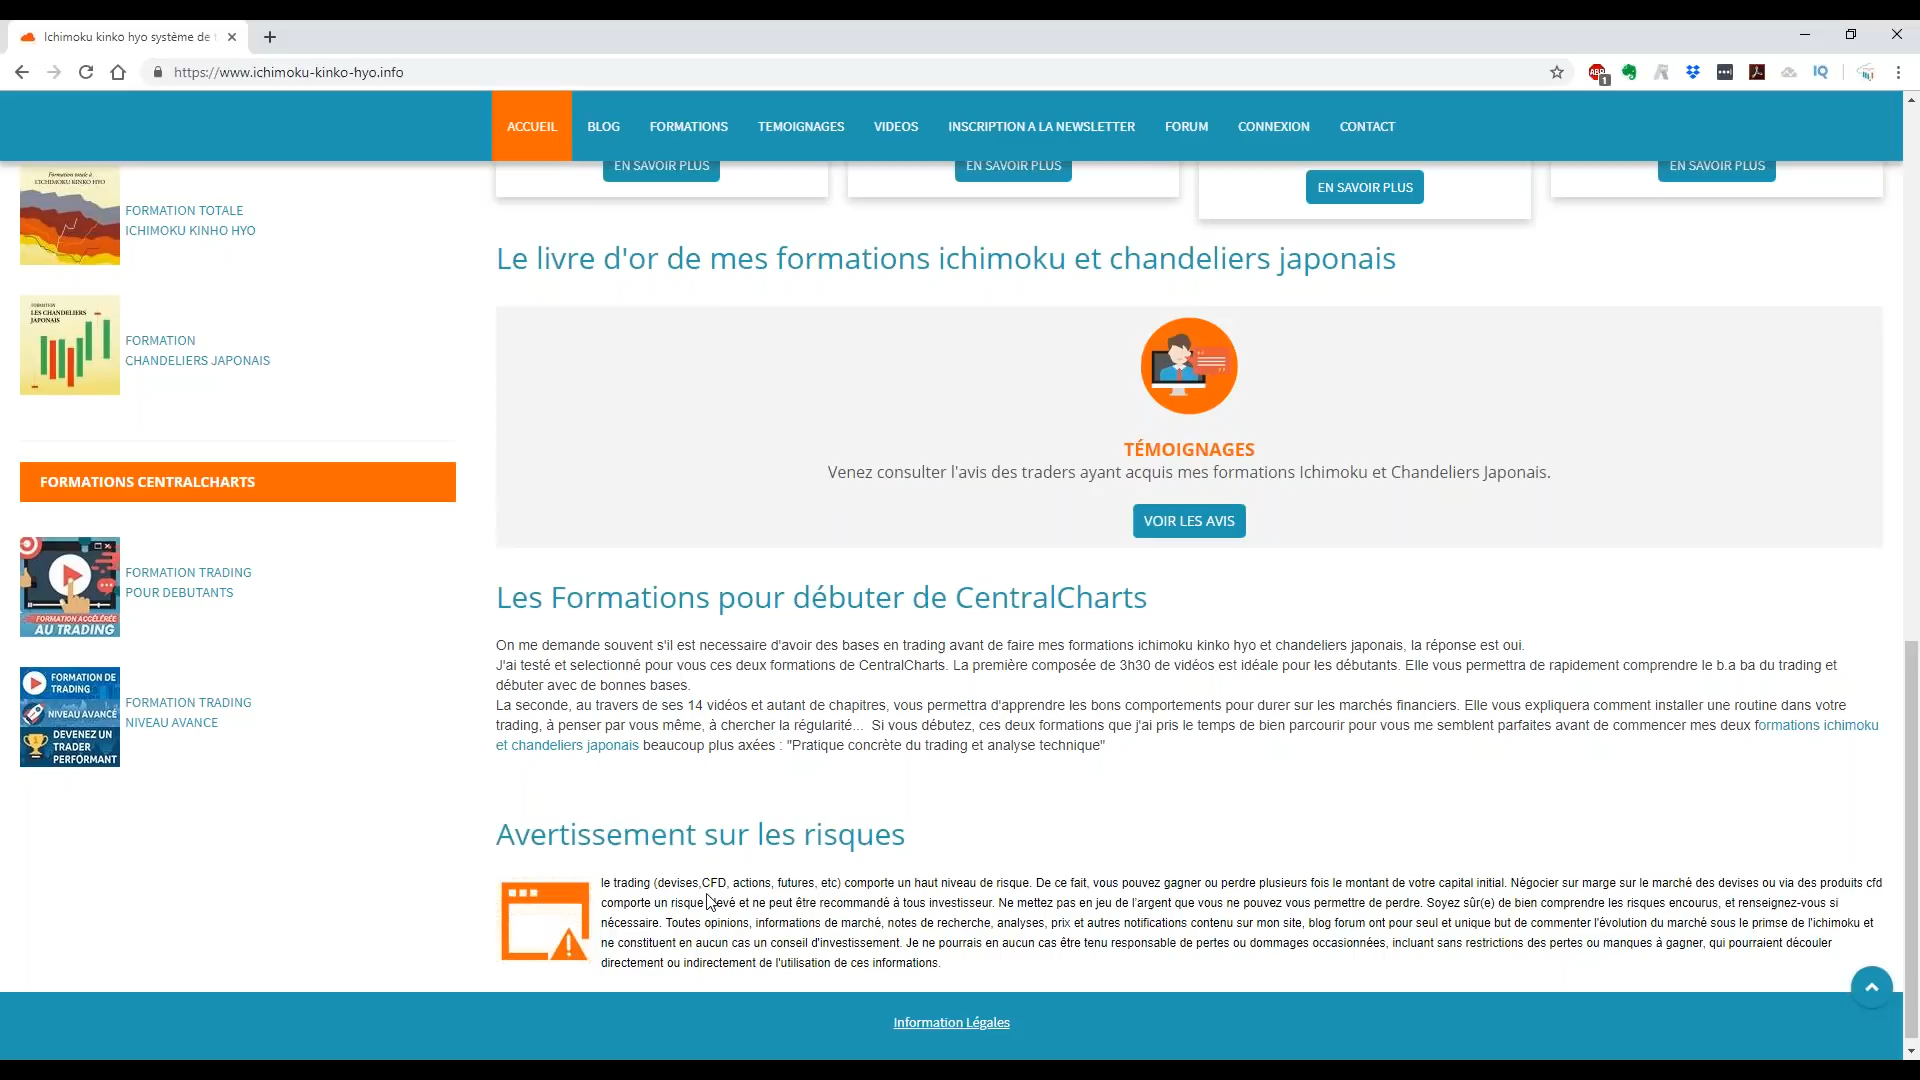 Ichimoku kinko hyo système de t
https://www.ichimoku-kinko-hyo.info
ABP
1
IQ
ACCUEIL
BLOG
FORMATIONS
TEMOIGNAGES
VIDEOS
INSCRIPTION A LA NEWSLETTER
FORUM
CONNEXION
CONTACT
EN SAVOIR PLUS
EN SAVOIR PLUS
EN SAVOIR PLUS
EN SAVOIR PLUS
Formation totale à
L'ICHIMOKU KINKO HYO
FORMATION TOTALE
ICHIMOKU KINHO HYO
FORMATION
LES CHANDELIERS
JAPONAIS
FORMATION
CHANDELIERS JAPONAIS
FORMATIONS CENTRALCHARTS
FORMATION ACCÉLÉRÉE
AU TRADING
FORMATION TRADING
POUR DEBUTANTS
FORMATION DE
TRADING
NIVEAU AVANCÉ
DEVENEZ UN
TRADER
PERFORMANT
FORMATION TRADING
NIVEAU AVANCE
Le livre d'or de mes formations ichimoku et chandeliers japonais
TÉMOIGNAGES
Venez consulter l'avis des traders ayant acquis mes formations Ichimoku et Chandeliers Japonais.
VOIR LES AVIS
Les Formations pour débuter de CentralCharts
On me demande souvent s'il est necessaire d'avoir des bases en trading avant de faire mes formations ichimoku kinko hyo et chandeliers japonais, la réponse est oui.
J'ai testé et selectionné pour vous ces deux formations de CentralCharts. La première composée de 3h30 de vidéos est idéale pour les débutants. Elle vous permettra de rapidement comprendre le b.a ba du trading et
débuter avec de bonnes bases.
La seconde, au travers de ses 14 vidéos et autant de chapitres, vous permettra d'apprendre les bons comportements pour durer sur les marchés financiers. Elle vous expliquera comment installer une routine dans votre
trading, à penser par vous même, à chercher la régularité... Si vous débutez, ces deux formations que j'ai pris le temps de bien parcourir pour vous me semblent parfaites avant de commencer mes deux formations ichimoku
et chandeliers japonais beaucoup plus axées : "Pratique concrète du trading et analyse technique"
Avertissement sur les risques
le trading (devises,CFD, actions, futures, etc) comporte un haut niveau de risque. De ce fait, vous pouvez gagner ou perdre plusieurs fois le montant de votre capital initial. Négocier sur marge sur le marché des devises ou via des produits cfd
comporte un risque evé et ne peut être recommandé à tous investisseur. Ne mettez pas en jeu de l'argent que vous ne pouvez vous permettre de perdre. Soyez sûr(e) de bien comprendre les risques encourus, et renseignez-vous si
nécessaire. Toutes opinions, informations de marché, notes de recherche, analyses, prix et autres notifications contenu sur mon site, blog forum ont pour seul et unique but de commenter l'évolution du marché sous le primse de l'ichimoku et
ne constituent en aucun cas un conseil d'investissement. Je ne pourrais en aucun cas être tenu responsable de pertes ou dommages occasionnées, incluant sans restrictions des pertes ou manques à gagner, qui pourraient découler
directement ou indirectement de l'utilisation de ces informations.
Information Légales